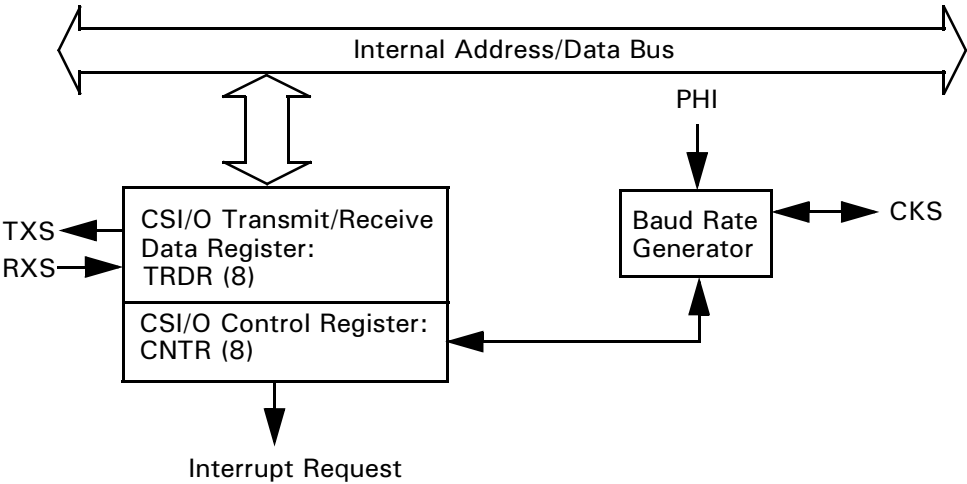 Internal Address/Data Bus
PHI
CSI/O Transmit/Receive
Data Register:
TRDR (8)
TXS
RXS
Baud Rate
Generator
CKS
CSI/O Control Register:
CNTR (8)
Interrupt Request